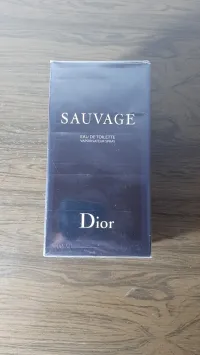 SAUVAGE
EAU DE TOILETTE
VAPORISATEUR SPRAY
Dior